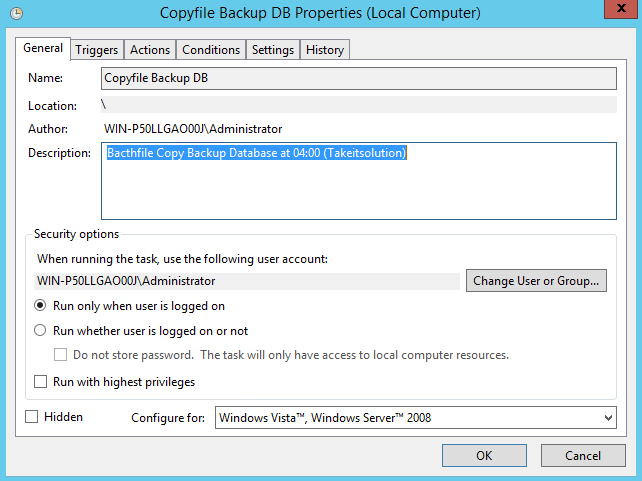 Copyfile Backup DB Properties (Local Computer)
x
General Triggers Actions Conditions Settings History
Name: Copyfile Backup DB
Location: \
Author: WIN-P50LLGAO00J\Administrator
Description: Bacthfile Copy Backup Database at 04:00 (Takeitsolution)
Security options
When running the task, use the following user account:
WIN-P50LLGAO00J\Administrator Change User or Group...
Run only when user is logged on
Run whether user is logged on or not
Do not store password. The task will only have access to local computer resources.
Run with highest privileges
Hidden Configure for: Windows Vista™, Windows Server™ 2008
OK Cancel